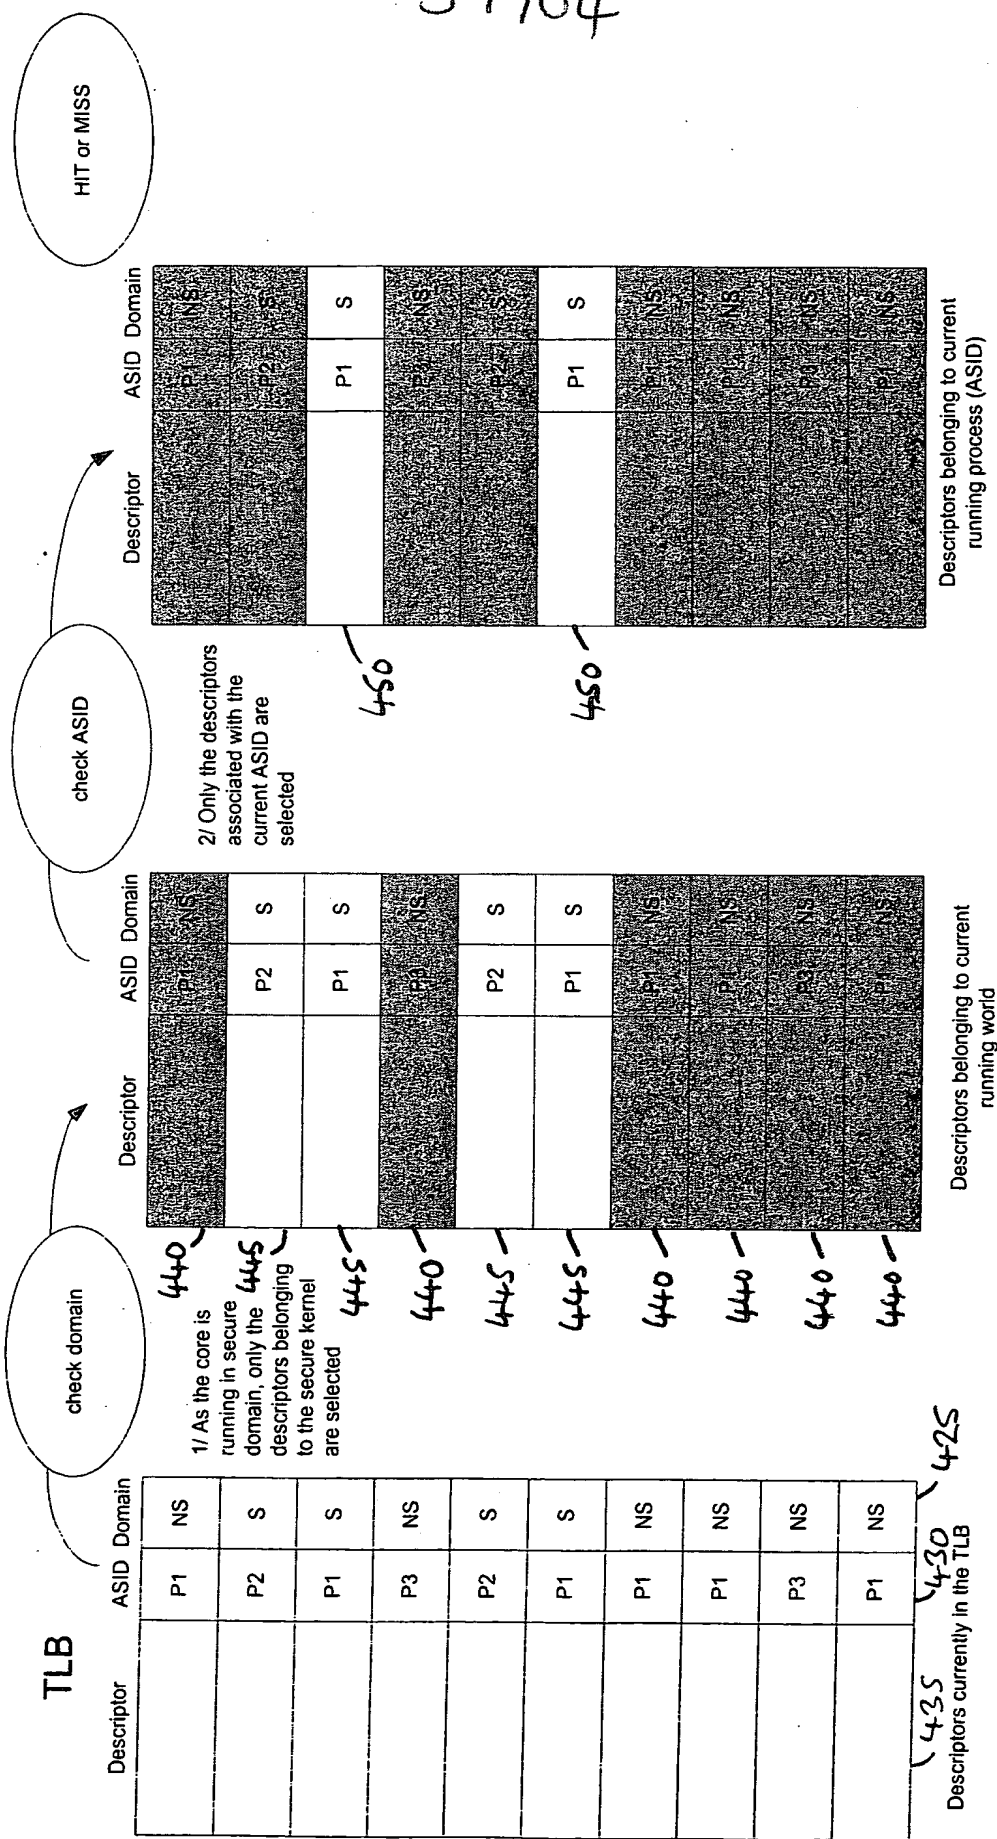 TLB
Descriptor ASID Domain
P1 NS
P2 S
P1 S
P3 NS
P2 S
P1 S
P1 NS
P1 NS
P3 NS
P1 NS
435 430 425
Descriptors currently in the TLB
check domain
1/ As the core is
running in secure
domain, only the
descriptors belonging
to the secure kernel
are selected
Descriptor ASID Domain
440 P1 NS
445 P2 S
445 P1 S
440 P3 NS
445 P2 S
445 P1 S
440 P1 NS
440 P1 NS
440 P3 NS
440 P1 NS
Descriptors belonging to current
running world
check ASID
2/ Only the descriptors
associated with the
current ASID are
selected
Descriptor ASID Domain
P1 NS
P2 S
450 P1 S
P3 NS
P2 S
450 P1 S
P1 NS
P1 NS
P3 NS
P1 NS
Descriptors belonging to current
running process (ASID)
HIT or MISS